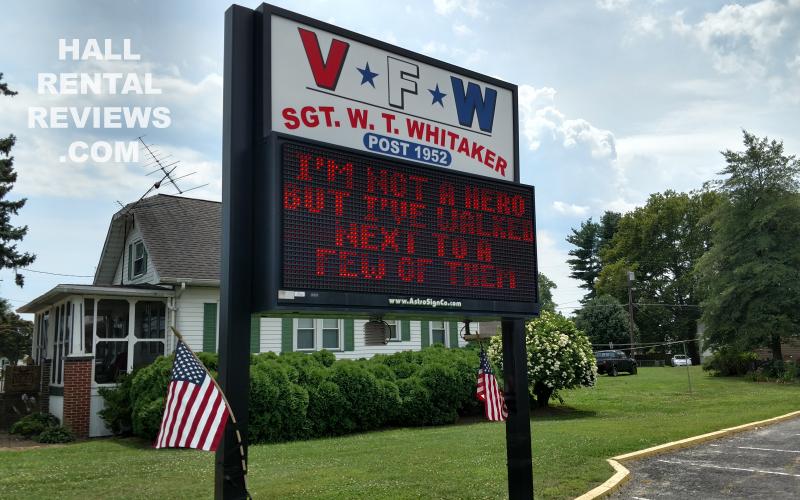 HALL
RENTAL
REVIEWS
.COM
V★F★W
SGT. W. T. WHITAKER
POST 1952
I'M NOT A HERO
BUT I'VE WALKED
NEXT TO A
FEW OF THEM
www.AstroSignCo.com